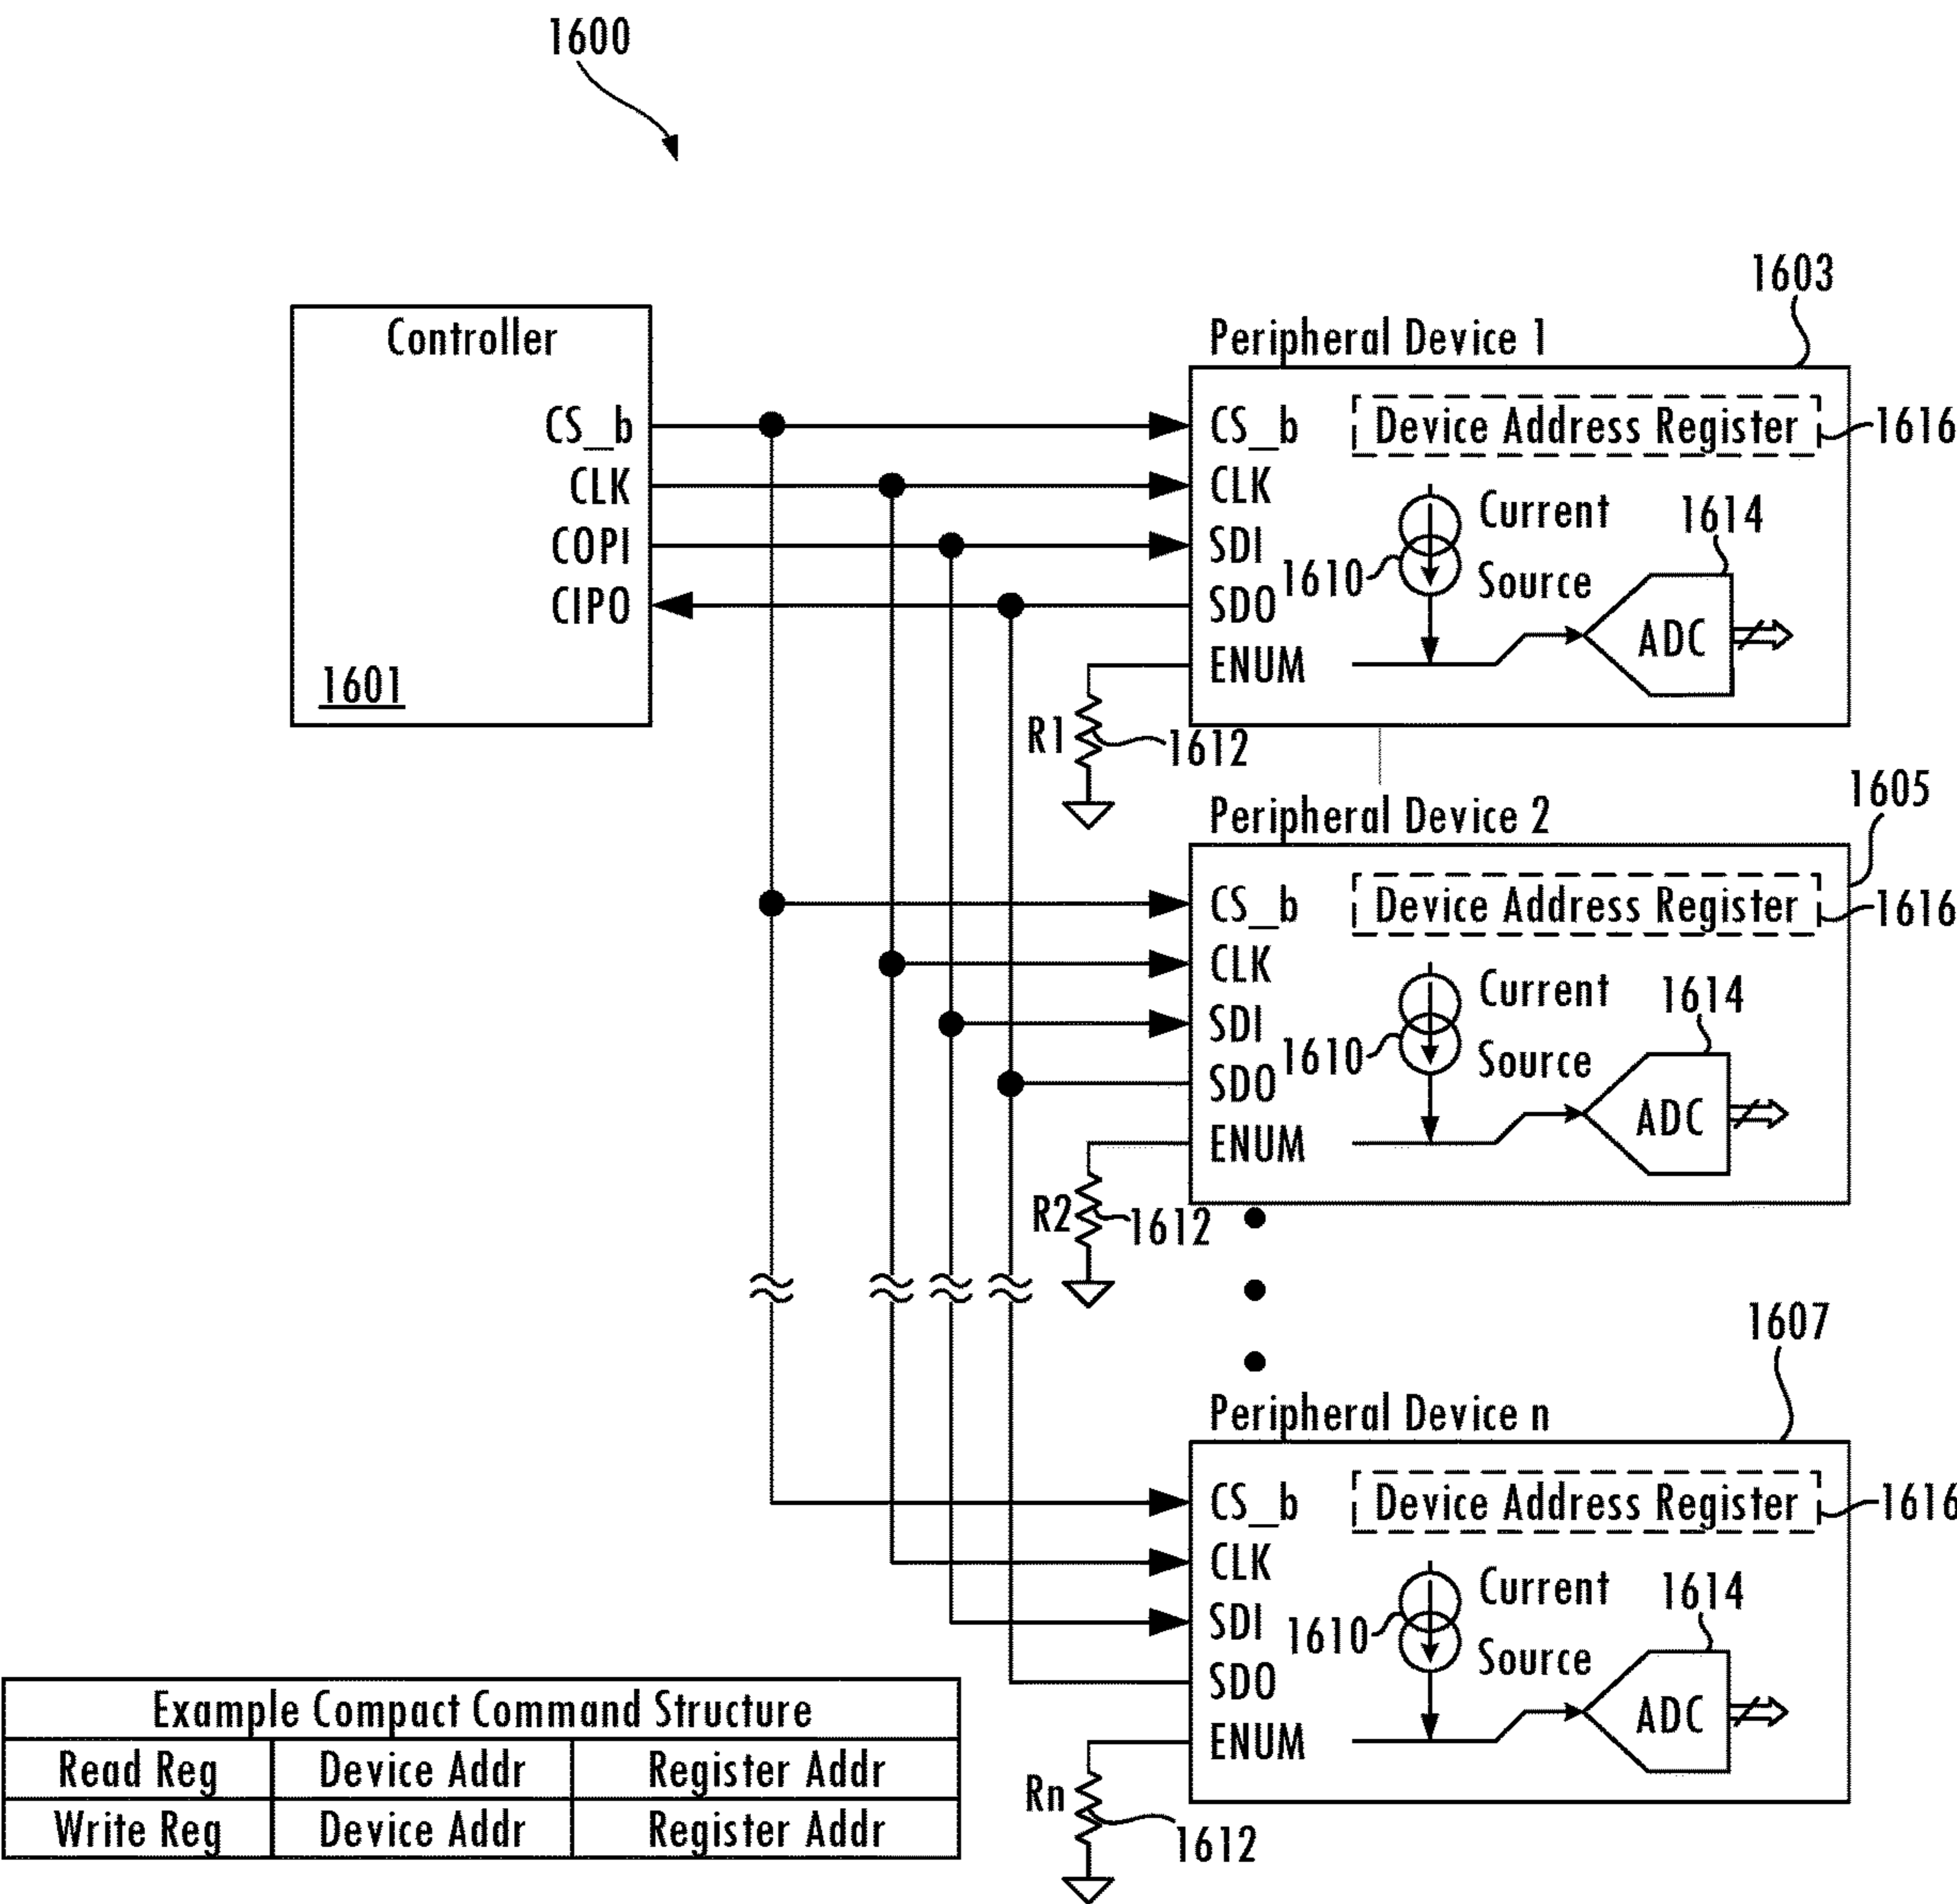 1600
Controller
CS_b
CLK
COPI
CIPO
1601
1603
Peripheral Device 1
CS_b
Device Address Register
1616
CLK
Current
1614
SDI
1610
Source
SDO
ADC
ENUM
R1
1612
1605
Peripheral Device 2
CS_b
Device Address Register
1616
CLK
Current
1614
SDI
1610
Source
SDO
ADC
ENUM
R2
1612
1607
Peripheral Device n
CS_b
Device Address Register
1616
CLK
Current
1614
SDI
1610
Source
SDO
ADC
ENUM
Rn
1612
Example Compact Command Structure
Read Reg Device Addr Register Addr
Write Reg Device Addr Register Addr